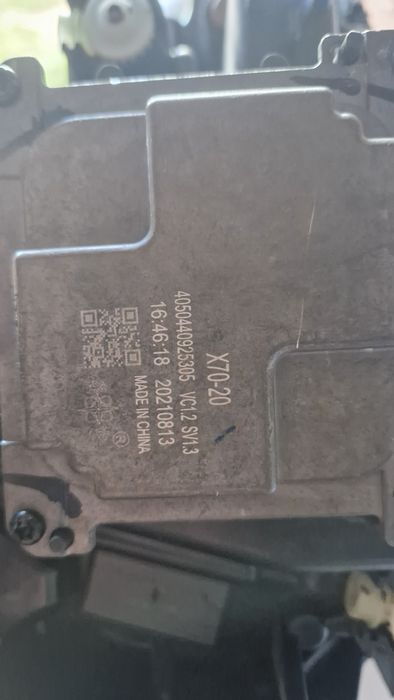 X70-20
4050440925305 VC1.2 SV1.3
16:46:18 20210813
MADE IN CHINA
®